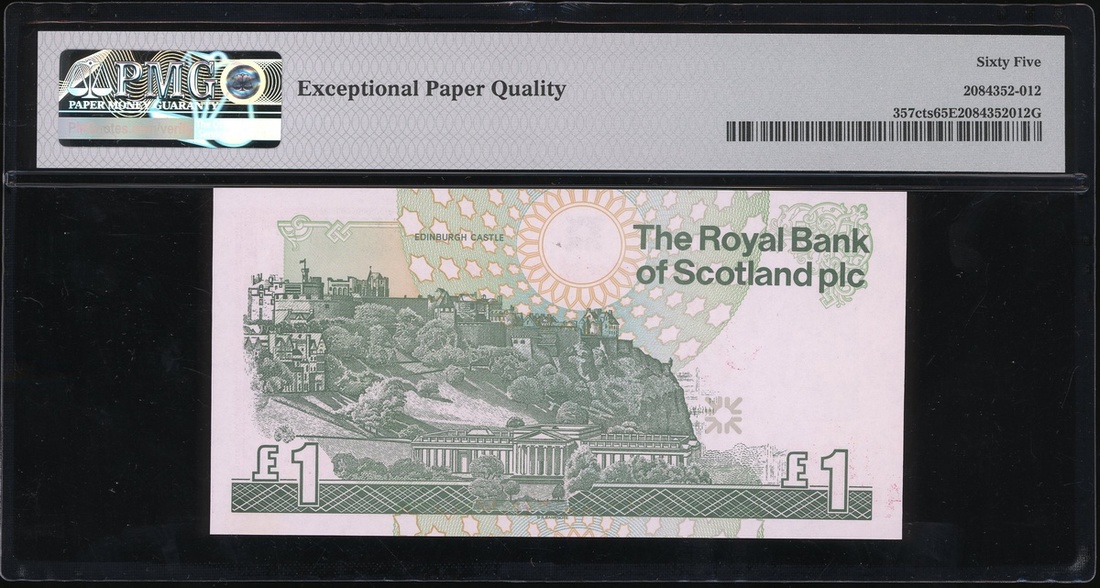 PMG
PAPER MONEY GUARANTY
Exceptional Paper Quality
Sixty Five
2084352-012
357cts65E2084352012G
EDINBURGH CASTLE
The Royal Bank
of Scotland plc
£1
£1